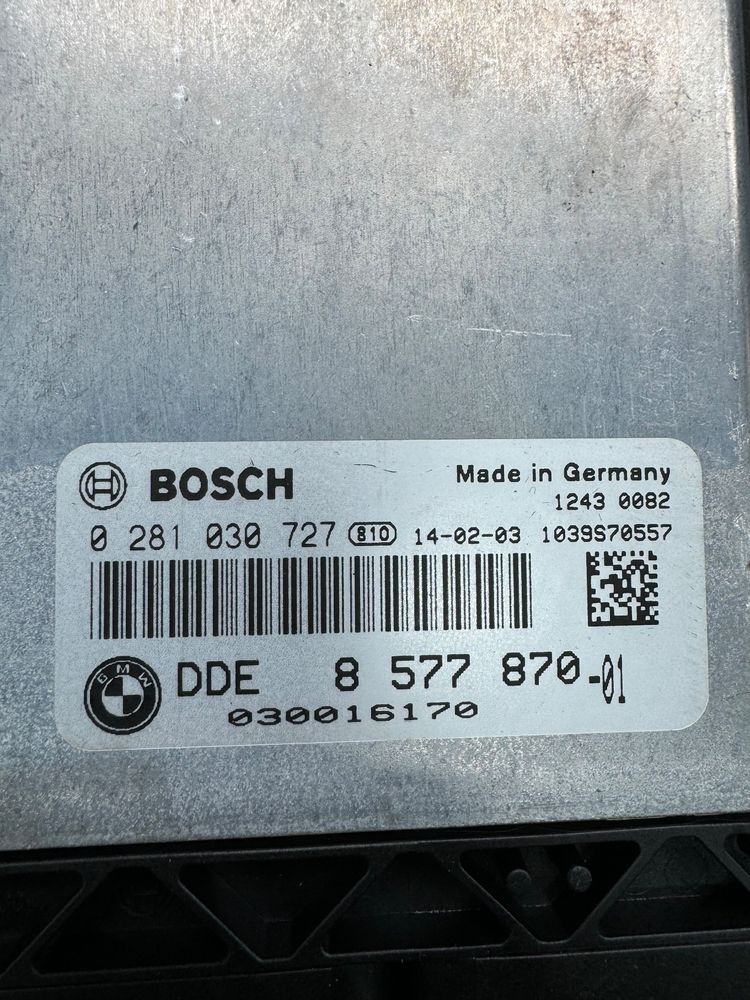 BOSCH Made in Germany
1243 0082
0 281 030 727 810 14-02-03 1039S70557
BMW DDE 8 577 870-01
030016170